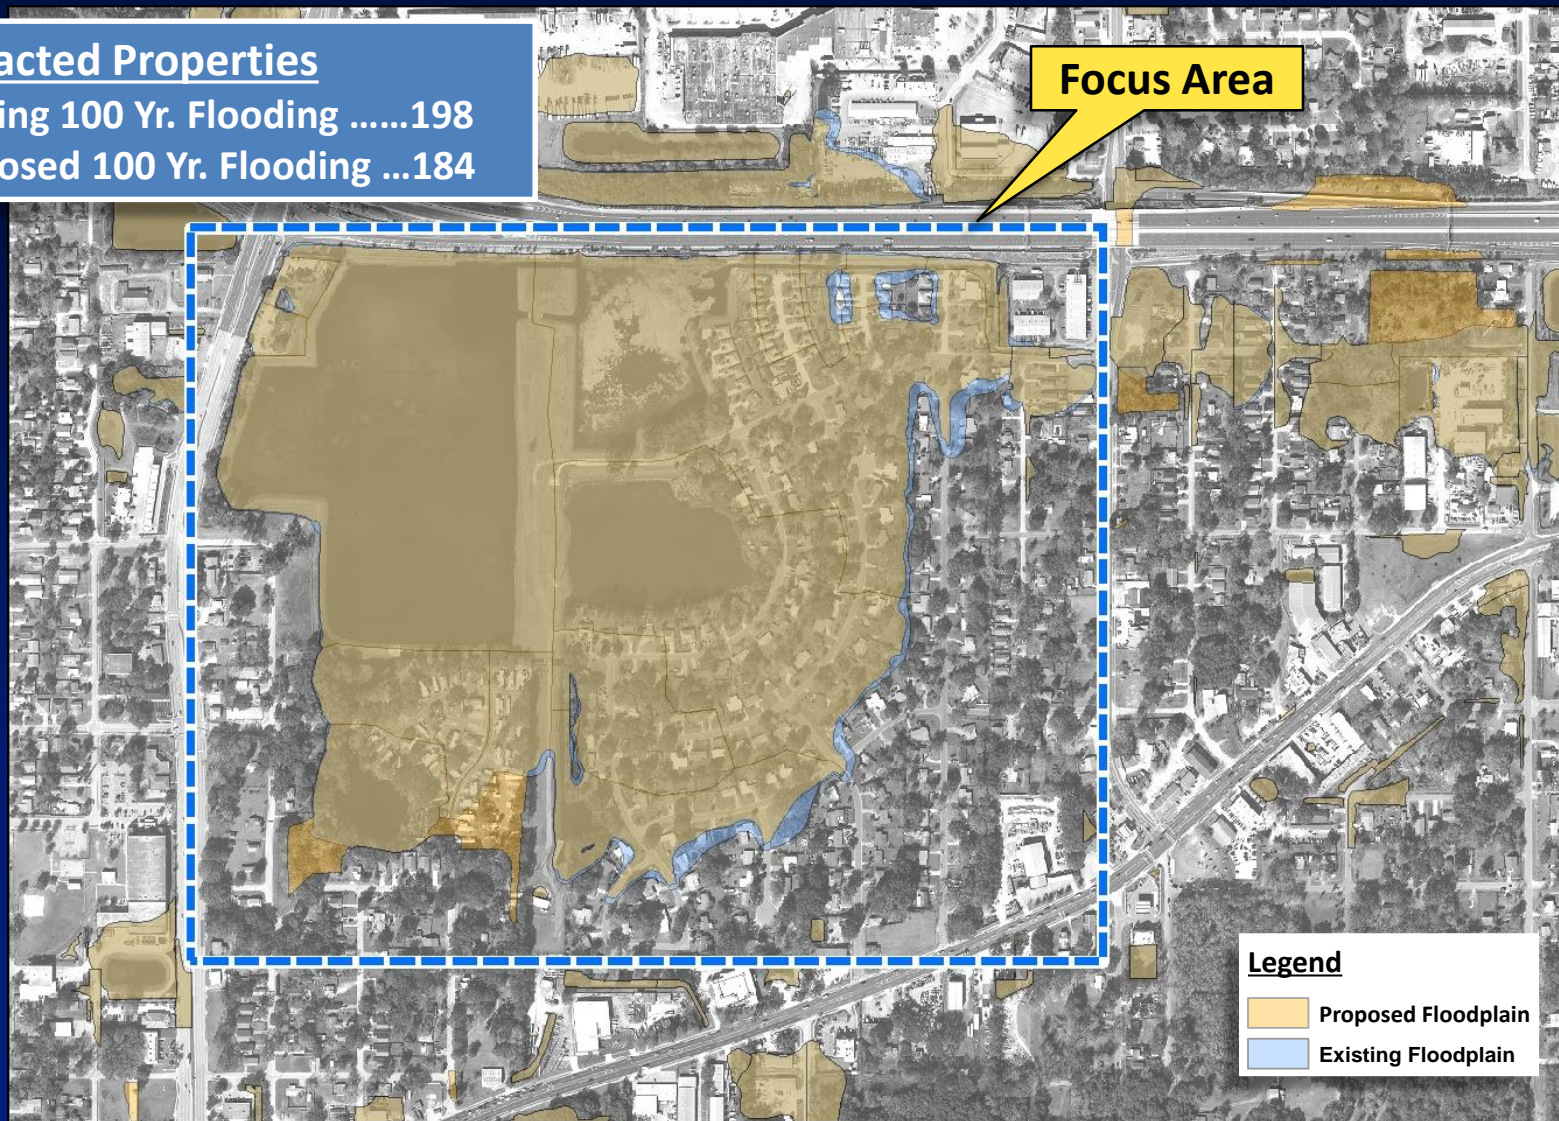 acted Properties
ing 100 Yr. Flooding ......198
osed 100 Yr. Flooding ...184
Focus Area
Legend
Proposed Floodplain
Existing Floodplain